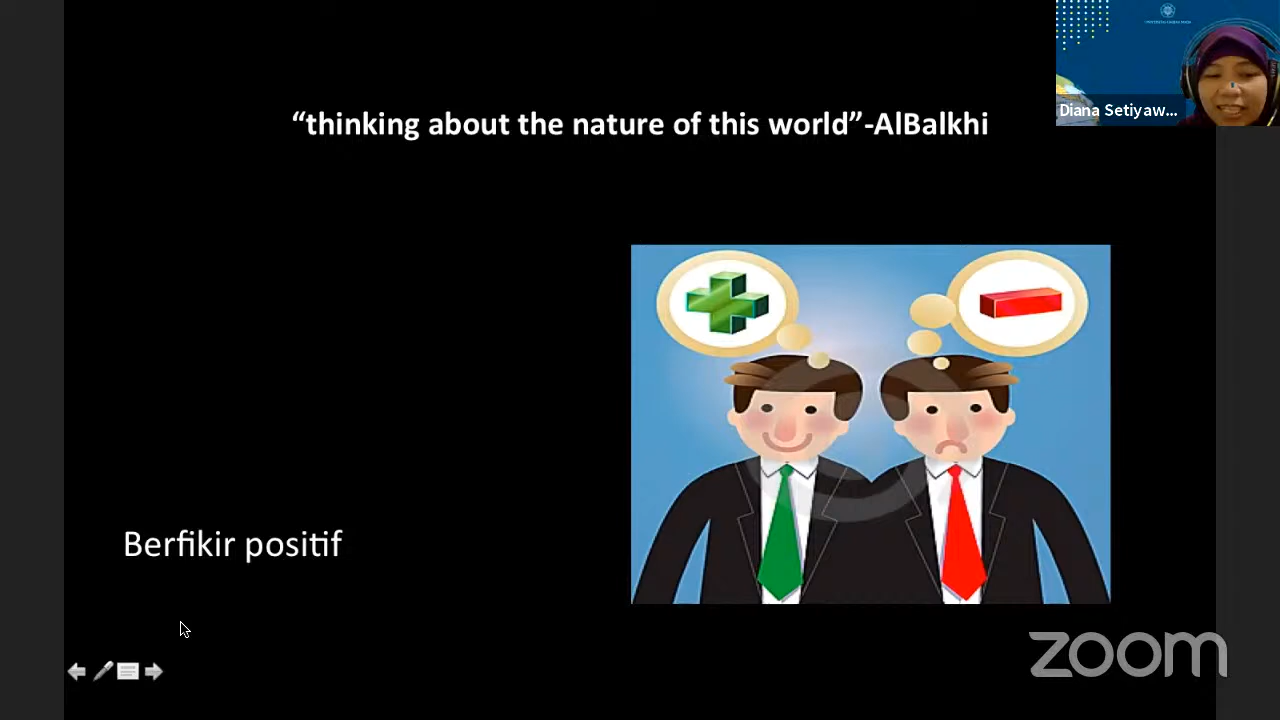 “thinking about the nature of this world”-AlBalkhi
Diana Setiyaw...
Berfikir positif
zoom